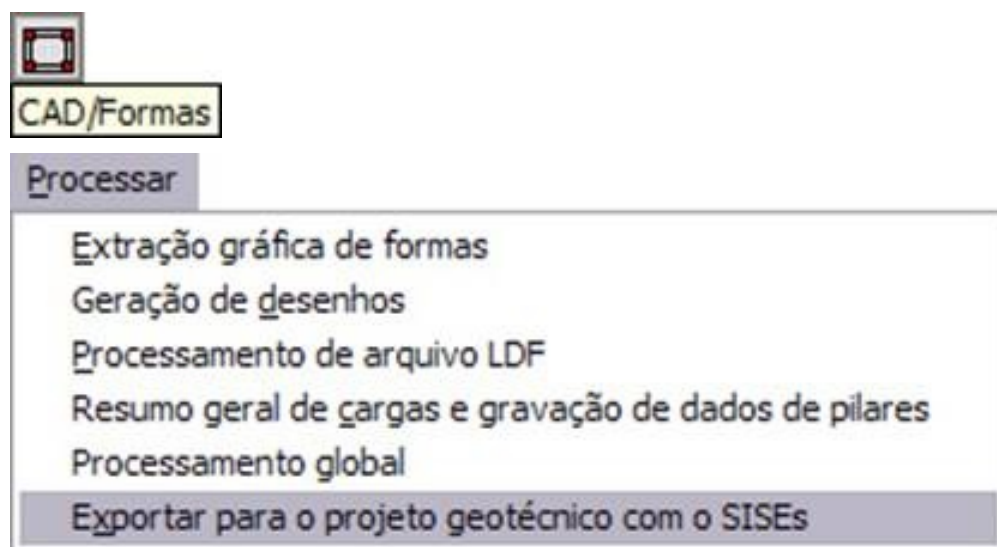 CAD/Formas
Processar
Extração gráfica de formas
Geração de desenhos
Processamento de arquivo LDF
Resumo geral de cargas e gravação de dados de pilares
Processamento global
Exportar para o projeto geotécnico com o SISEs